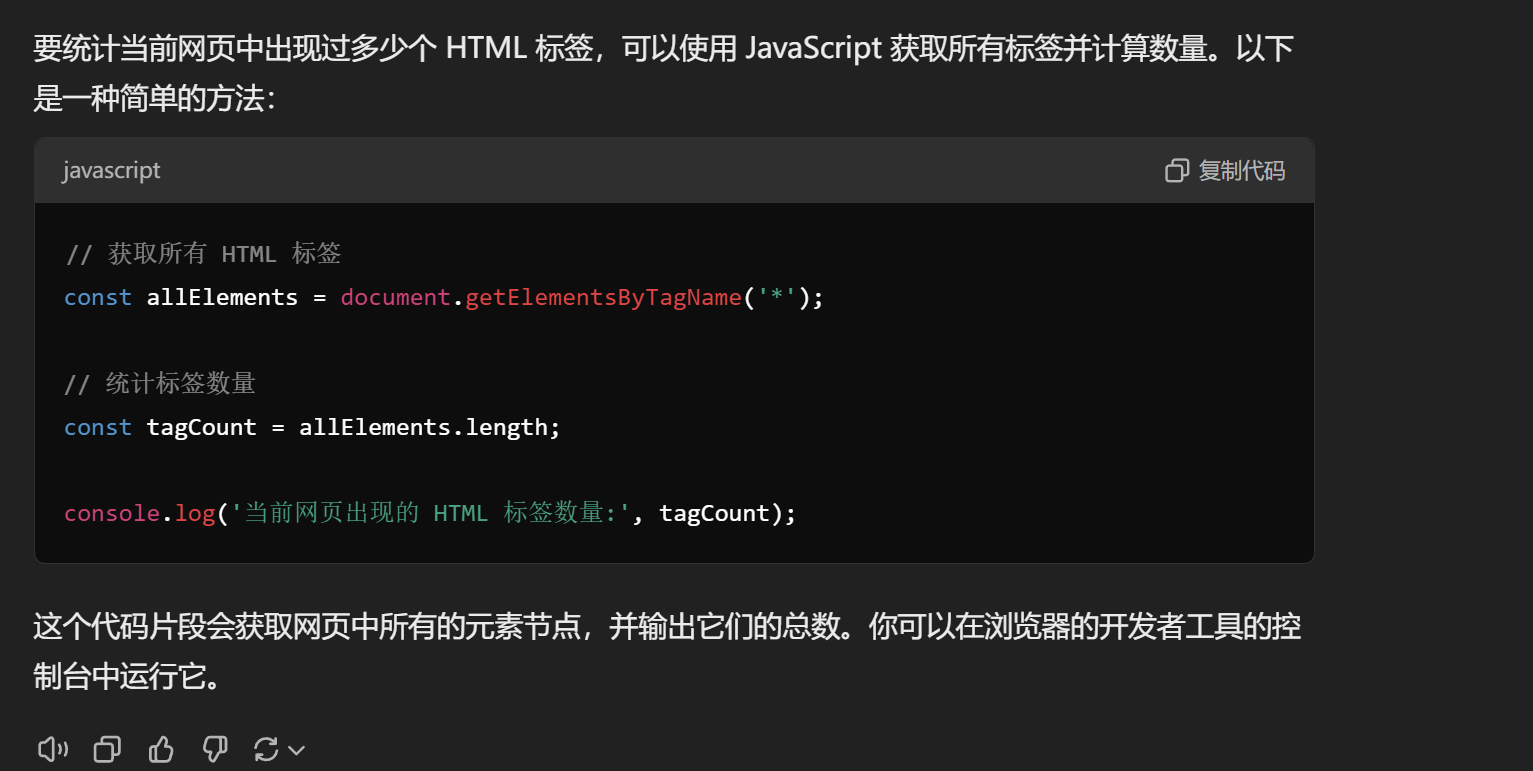 要统计当前网页中出现过多少个 HTML 标签，可以使用 JavaScript 获取所有标签并计算数量。以下
是一种简单的方法：
javascript
复制代码
// 获取所有 HTML 标签
const allElements = document.getElementsByTagName('*');
// 统计标签数量
const tagCount = allElements.length;
console.log('当前网页出现的 HTML 标签数量:', tagCount);
这个代码片段会获取网页中所有的元素节点，并输出它们的总数。你可以在浏览器的开发者工具的控
制台中运行它。